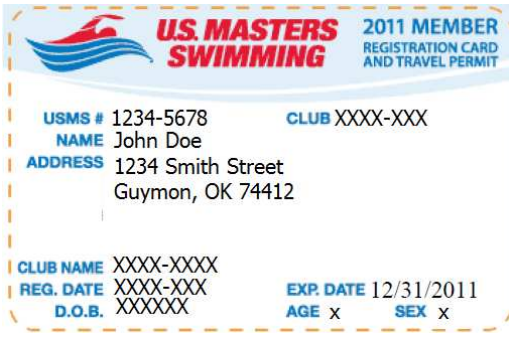 U.S. MASTERS SWIMMING
2011 MEMBER
REGISTRATION CARD
AND TRAVEL PERMIT
USMS # 1234-5678 CLUB XXXX-XXX
NAME John Doe
ADDRESS 1234 Smith Street
Guymon, OK 74412
CLUB NAME XXXX-XXXX
REG. DATE XXXX-XXX EXP. DATE 12/31/2011
D.O.B. XXXXXX AGE X SEX X